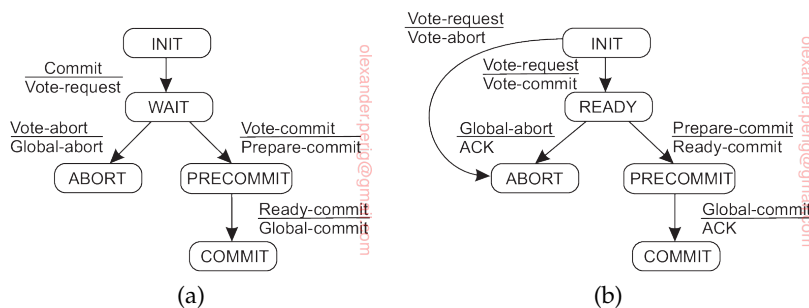 INIT
Commit
Vote-request
WAIT
Vote-abort
Global-abort
Vote-commit
Prepare-commit
ABORT
PRECOMMIT
Ready-commit
Global-commit
COMMIT
(a)
olexander.perig@gmail.com
Vote-request
Vote-abort
INIT
Vote-request
Vote-commit
READY
Global-abort
ACK
Prepare-commit
Ready-commit
ABORT
PRECOMMIT
Global-commit
ACK
COMMIT
(b)
olexander.perig@gmail.com